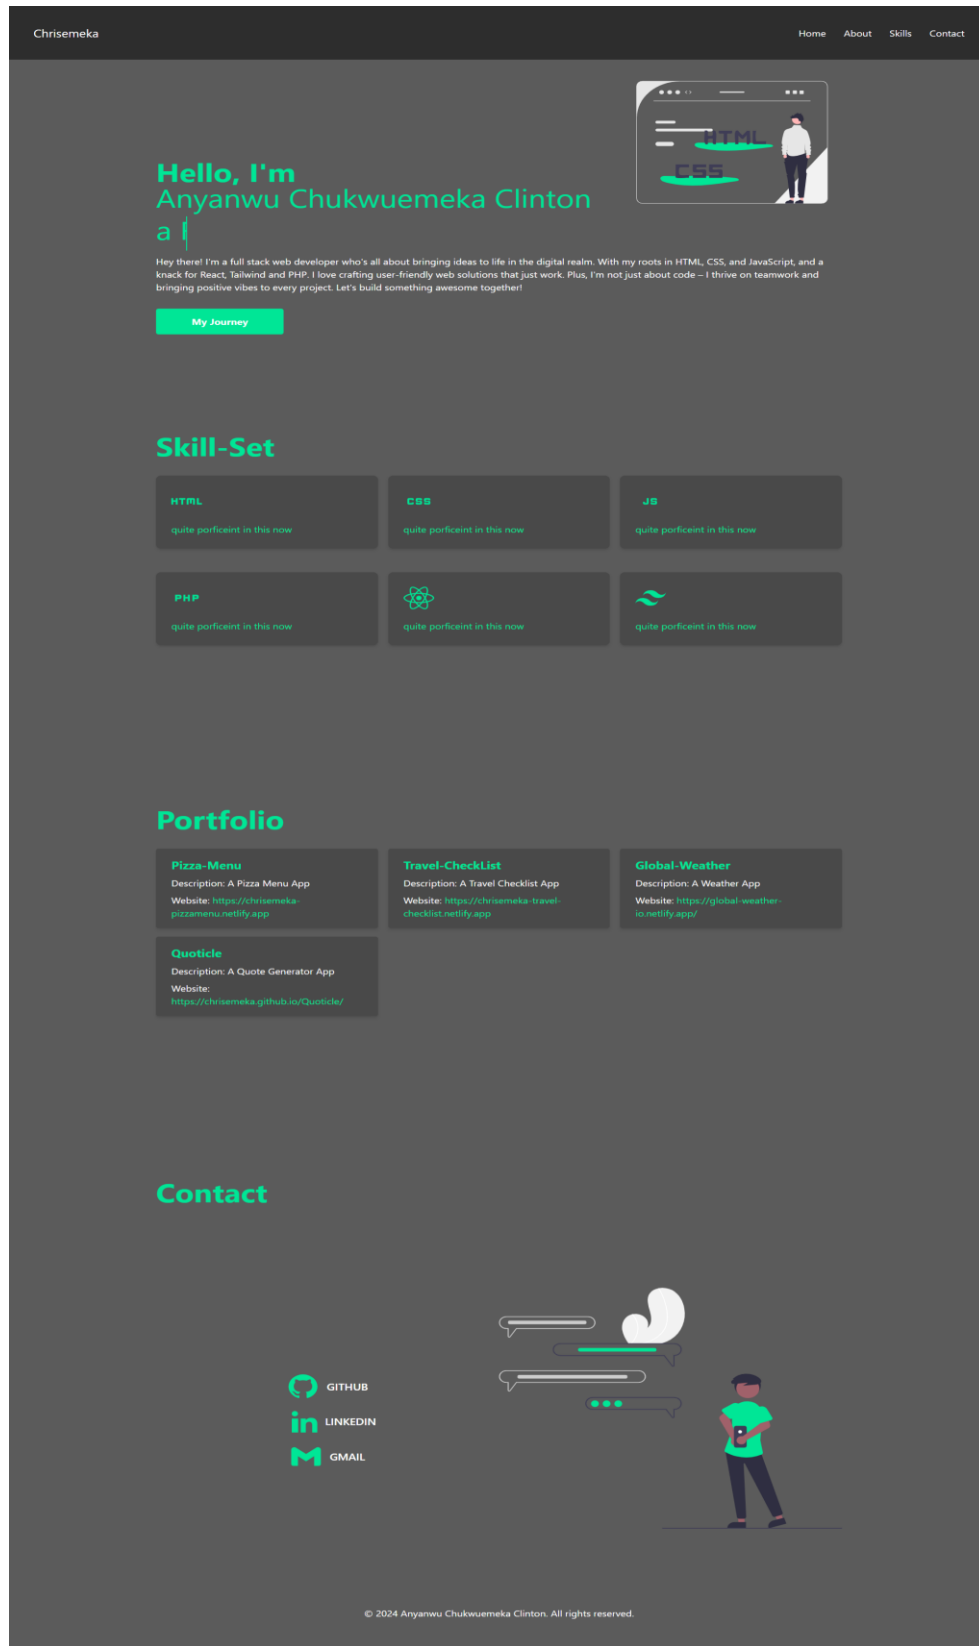 Chrisemeka
Home About Skills Contact
HTML
CSS
Hello, I'm
Anyanwu Chukwuemeka Clinton
a
Hey there! I'm a full stack web developer who's all about bringing ideas to life in the digital realm. With my roots in HTML, CSS, and JavaScript, and a
knack for React, Tailwind and PHP. I love crafting user-friendly web solutions that just work. Plus, I'm not just about code – I thrive on teamwork and
bringing positive vibes to every project. Let's build something awesome together!
My Journey
Skill-Set
HTML
quite porficeint in this now
CSS
quite porficeint in this now
JS
quite porficeint in this now
PHP
quite porficeint in this now
quite porficeint in this now
quite porficeint in this now
Portfolio
Pizza-Menu
Description: A Pizza Menu App
Website: https://chrisemeka-
pizzamenu.netlify.app
Travel-CheckList
Description: A Travel Checklist App
Website: https://chrisemeka-travel-
checklist.netlify.app
Global-Weather
Description: A Weather App
Website: https://global-weather-
io.netlify.app/
Quoticle
Description: A Quote Generator App
Website:
https://chrisemeka.github.io/Quoticle/
Contact
GITHUB
LINKEDIN
GMAIL
© 2024 Anyanwu Chukwuemeka Clinton. All rights reserved.